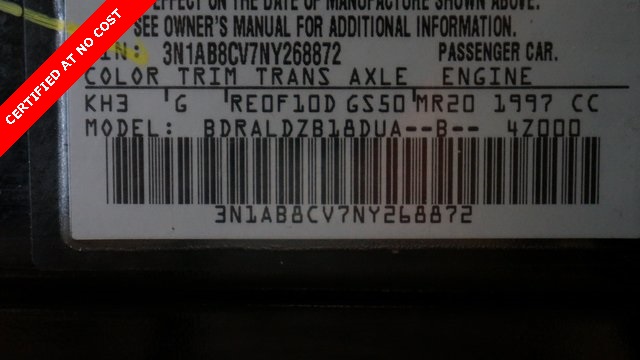 EFFECT ON THE DATE OF MANUFACTURE SHOWN ABOVE.
SEE OWNER'S MANUAL FOR ADDITIONAL INFORMATION.
VIN: 3N1AB8CV7NY268872 PASSENGER CAR.
COLOR TRIM TRANS AXLE ENGINE
KH3 G RE0F10D GS50 MR20 1997 CC
MODEL: BDRALDZB18DUA--B-- 4Z000
3N1AB8CV7NY268872
CERTIFIED AT NO COST